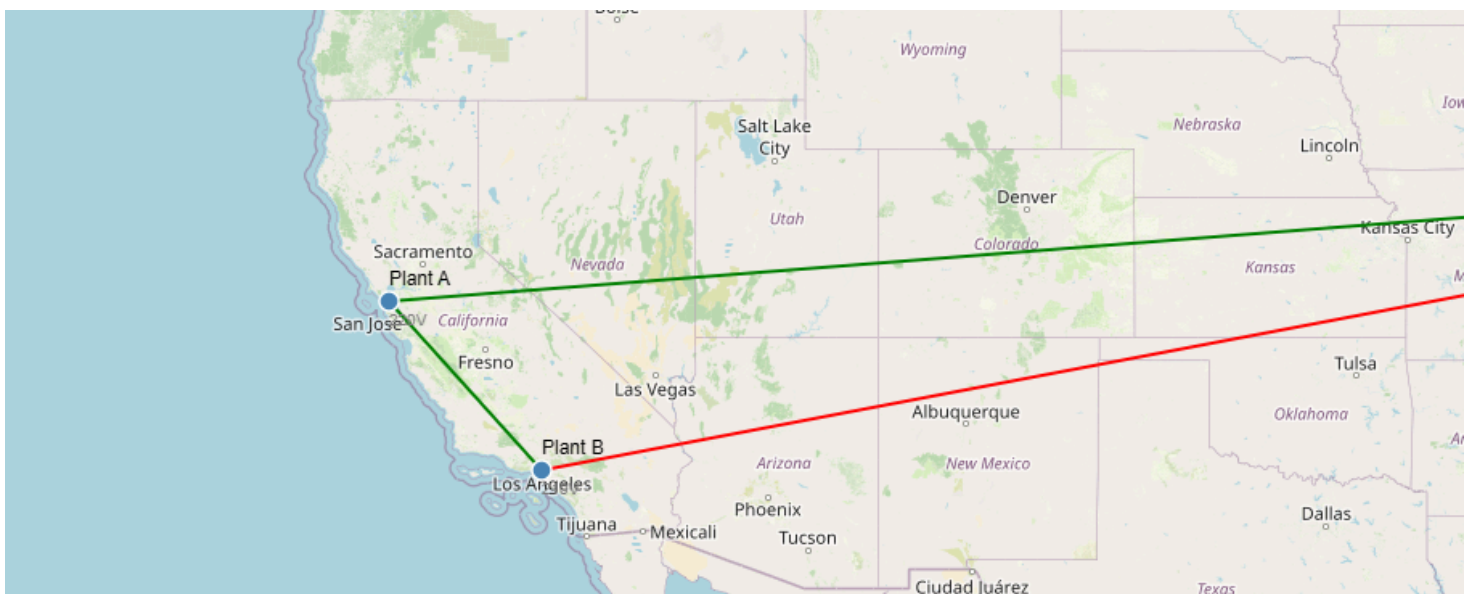 Boise
Wyoming
Iow
Nebraska
Salt Lake
City
Lincoln
Denver
Utah
Colorado
Kansas City
Sacramento
Nevada
Kansas
Plant A
M
San José
California
Fresno
Tulsa
Las Vegas
Albuquerque
Oklahoma
Plant B
Ar
Arizona
New Mexico
Los Angeles
Phoenix
Dallas
Tijuana
Mexicali
Tucson
Ciudad Juárez
Texas